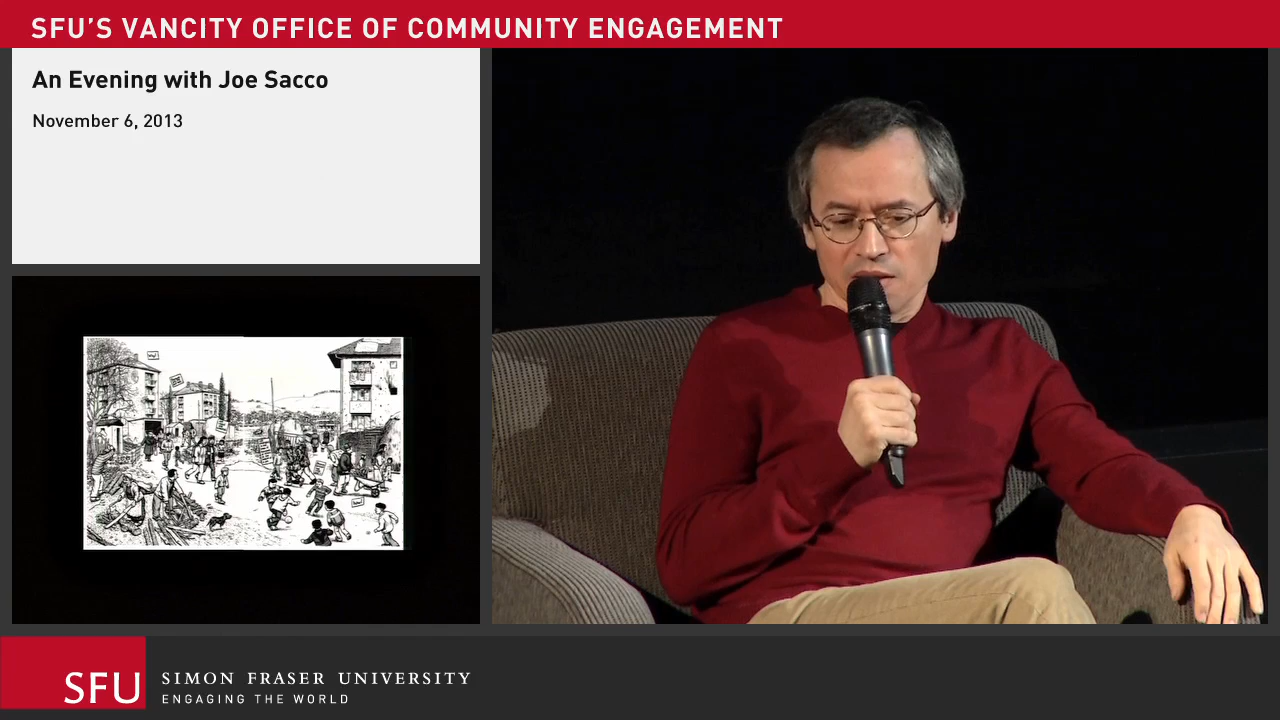 SFU'S VANCITY OFFICE OF COMMUNITY ENGAGEMENT
An Evening with Joe Sacco
November 6, 2013
SFU
SIMON FRASER UNIVERSITY
ENGAGING THE WORLD